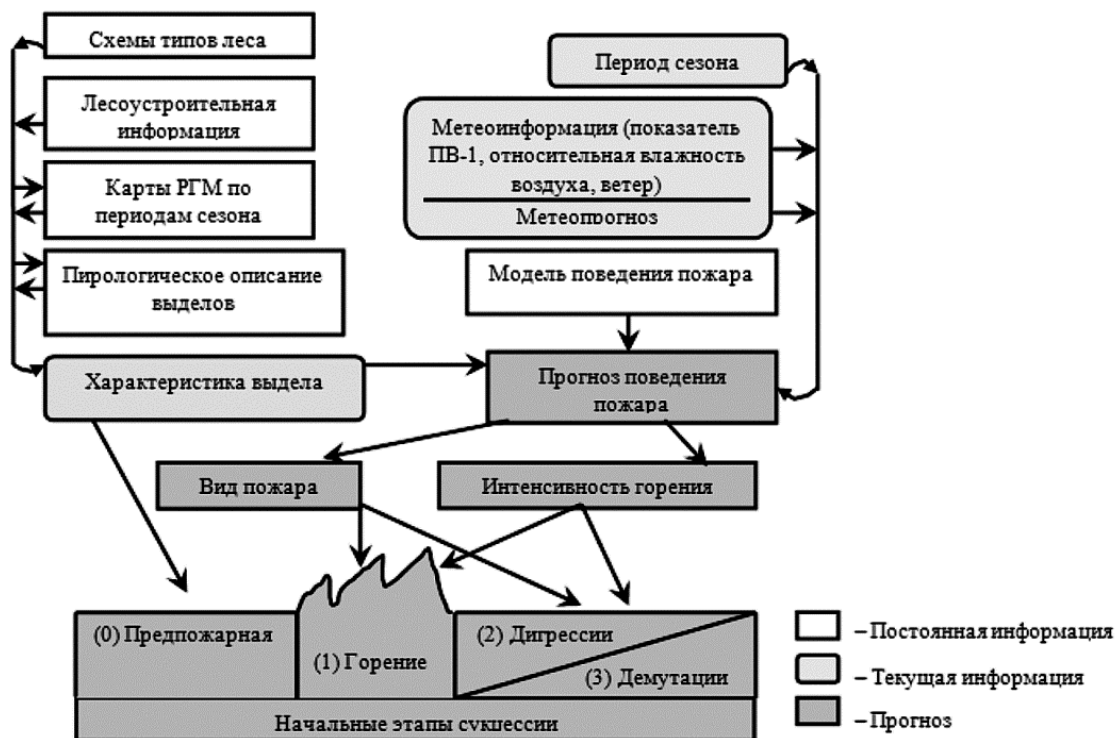 Схемы типов леса
Лесоустроительная
информация
Карты РГМ по
периодам сезона
Пирологическое описание
выделов
Характеристика выдела
Период сезона
Метеоинформация (показатель
ПВ-1, относительная влажность
воздуха, ветер)
Метеопрогноз
Модель поведения пожара
Прогноз поведения
пожара
Вид пожара
Интенсивность горения
(0) Предпожарная
(1) Горение
(2) Дигрессии
(3) Демутации
Начальные этапы сукцессии
– Постоянная информация
– Текущая информация
– Прогноз